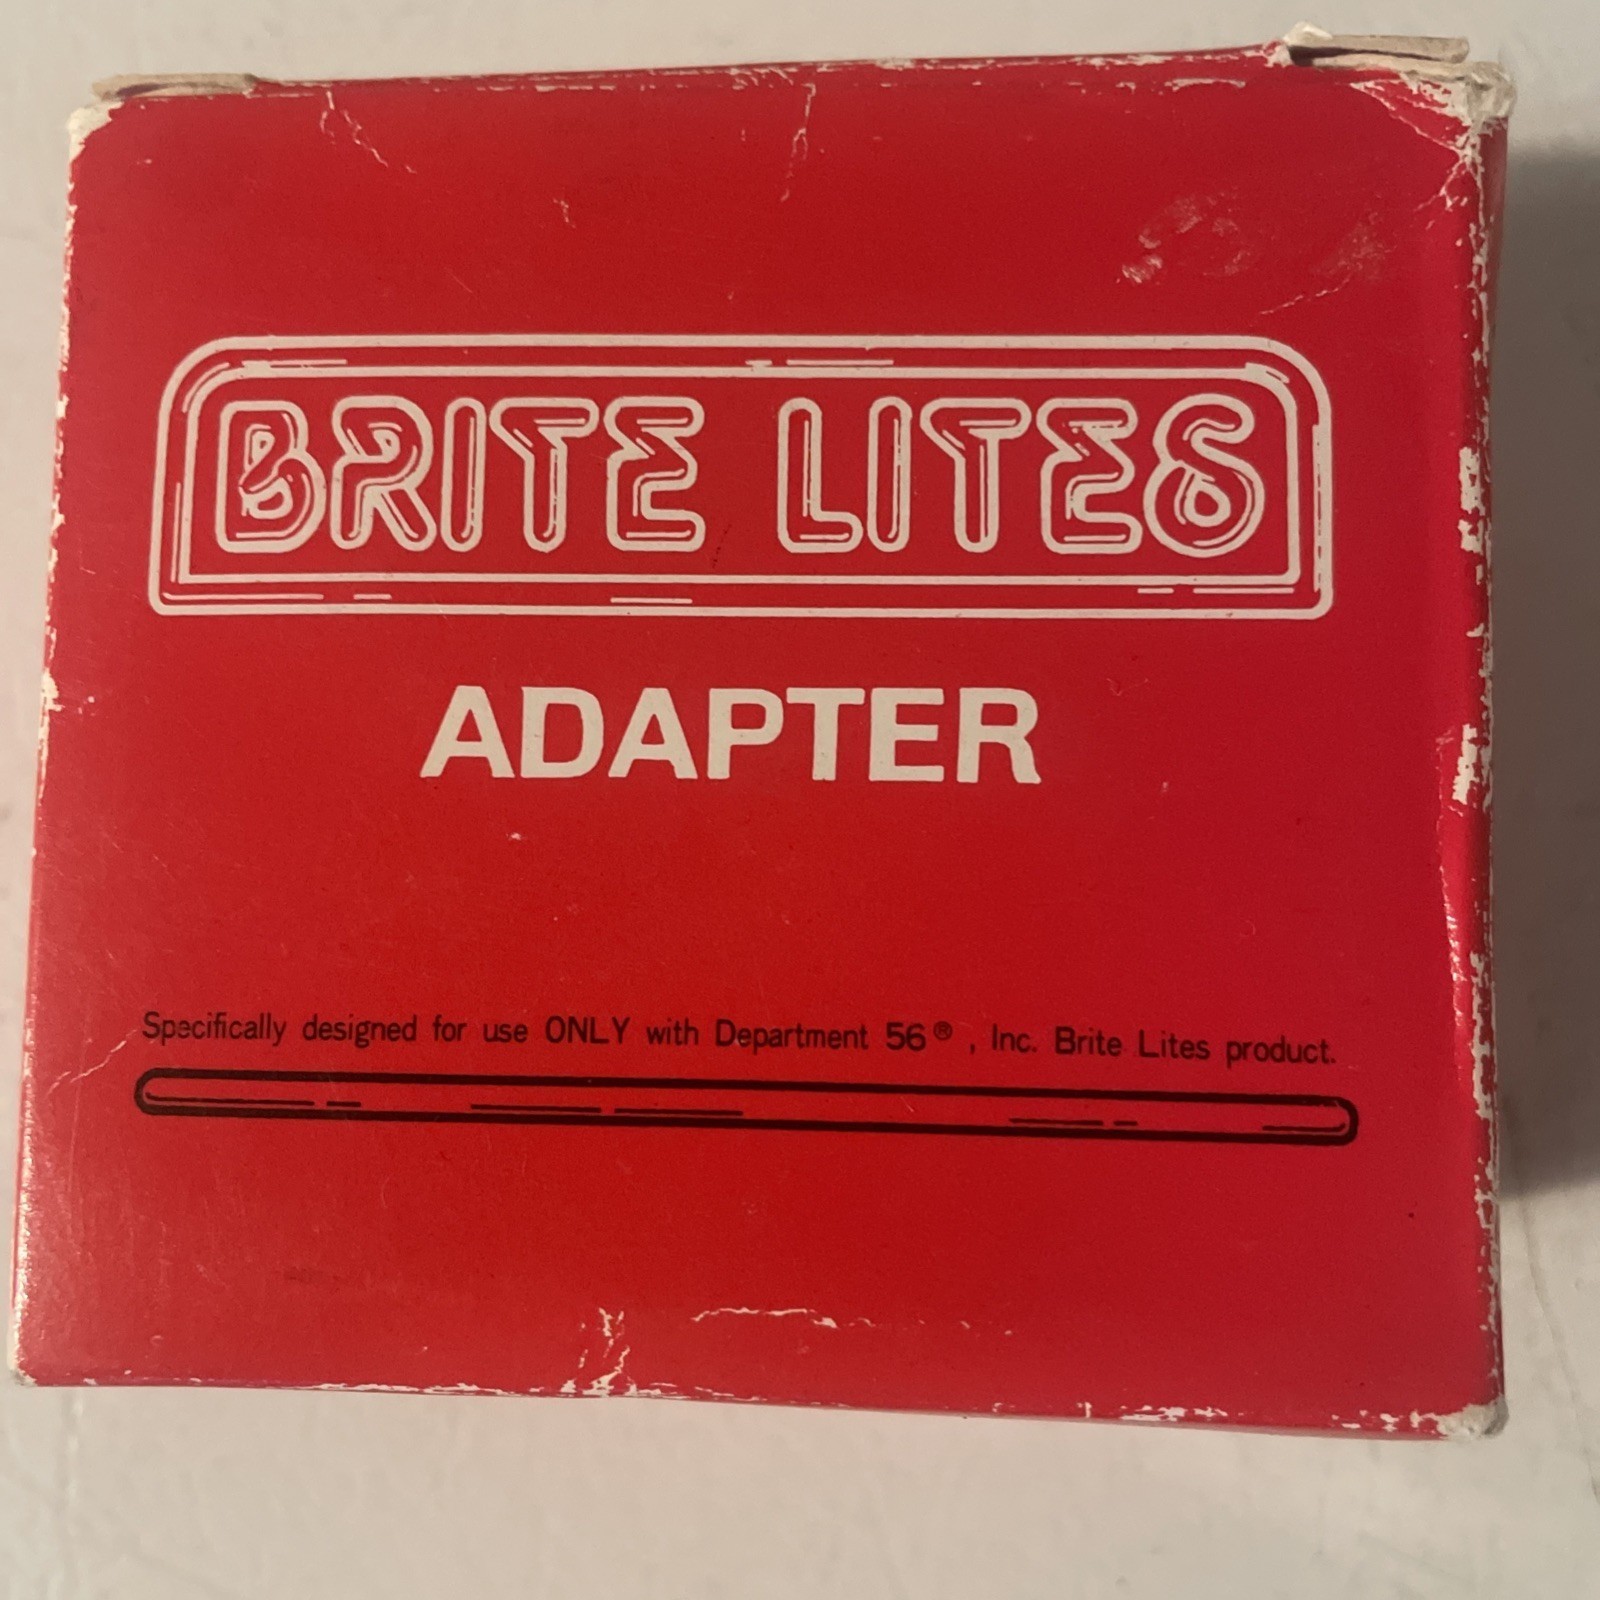 BRITE LITES
ADAPTER
Specifically designed for use ONLY with Department 56®, Inc. Brite Lites product.